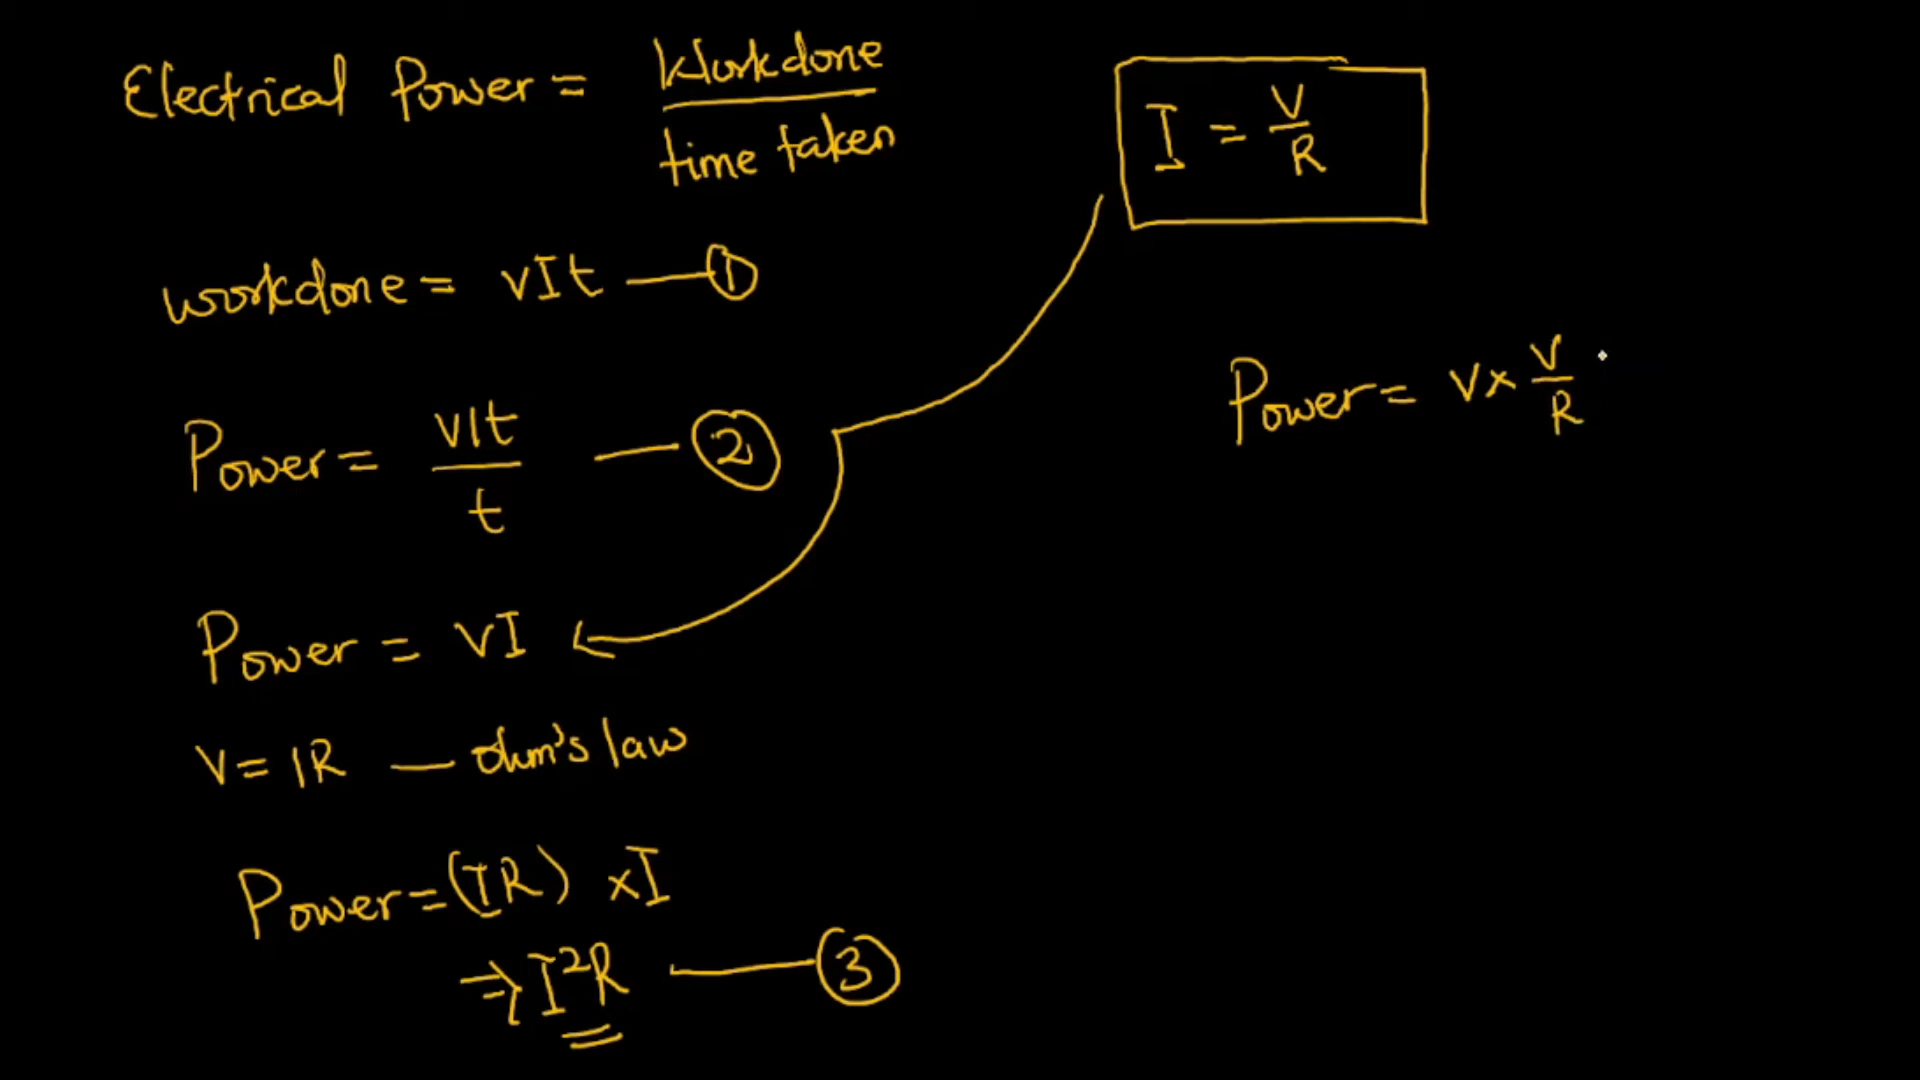 Electrical Power = Workdone / time taken
workdone = VIt — ①
Power = VIt / t — ②
Power = VI
V = IR — ohm's law
Power = (IR) × I
⇒ I²R — ③
I = V / R
Power = V × V / R